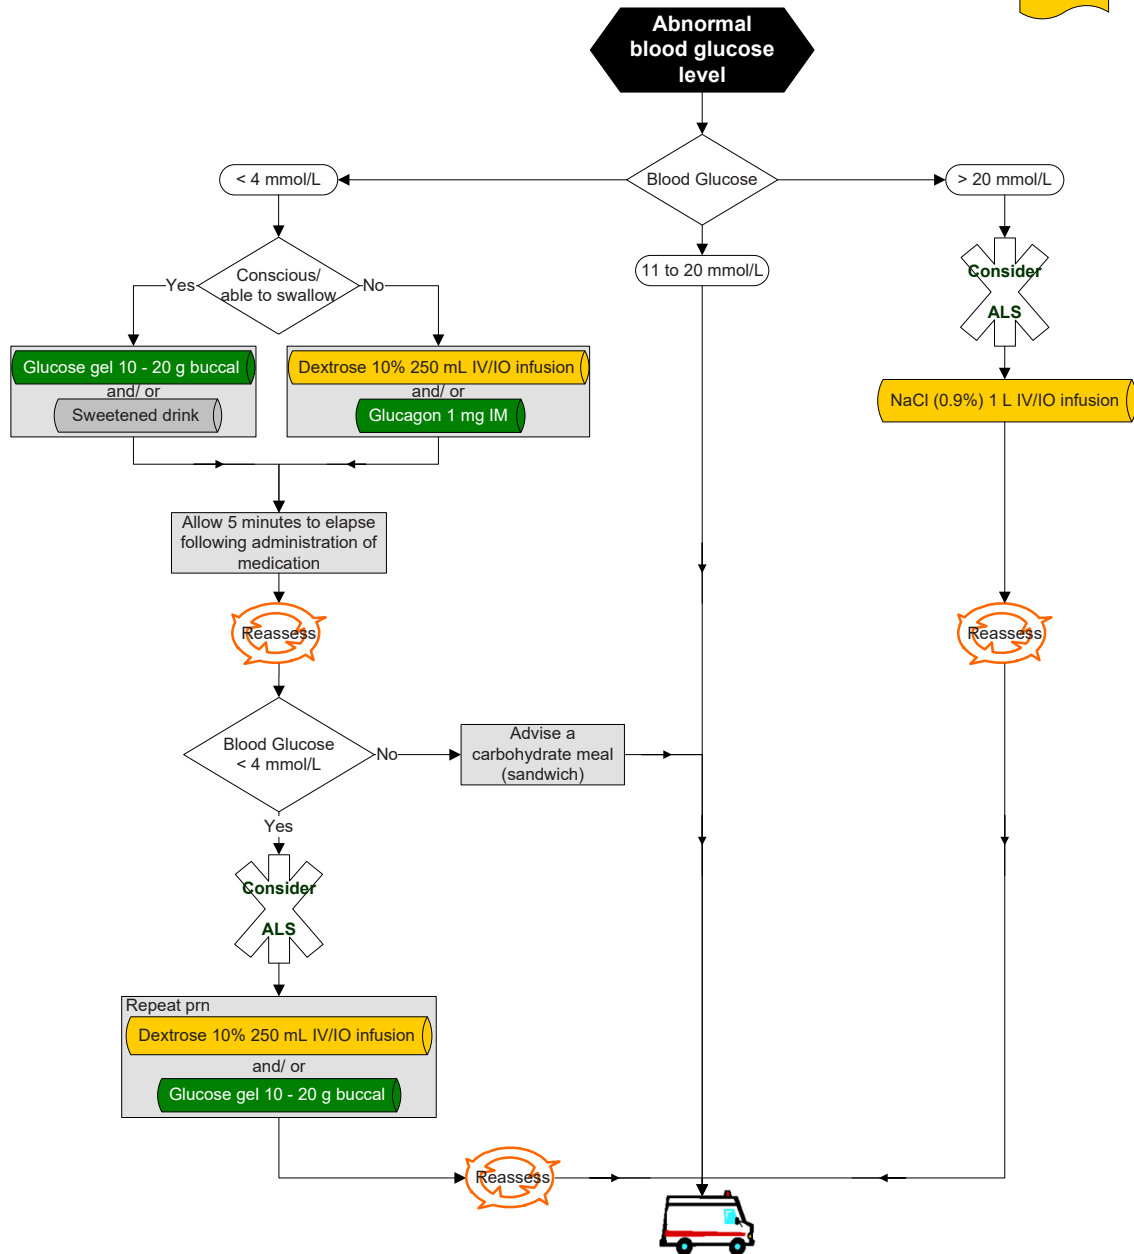 Abnormal
blood glucose
level
Blood Glucose
< 4 mmol/L
> 20 mmol/L
11 to 20 mmol/L
Conscious/
able to swallow
Yes
No
Consider
ALS
Glucose gel 10 - 20 g buccal
and/ or
Sweetened drink
Dextrose 10% 250 mL IV/IO infusion
and/ or
Glucagon 1 mg IM
NaCl (0.9%) 1 L IV/IO infusion
Allow 5 minutes to elapse
following administration of
medication
Reassess
Reassess
Blood Glucose
< 4 mmol/L
No
Advise a
carbohydrate meal
(sandwich)
Yes
Consider
ALS
Repeat prn
Dextrose 10% 250 mL IV/IO infusion
and/ or
Glucose gel 10 - 20 g buccal
Reassess